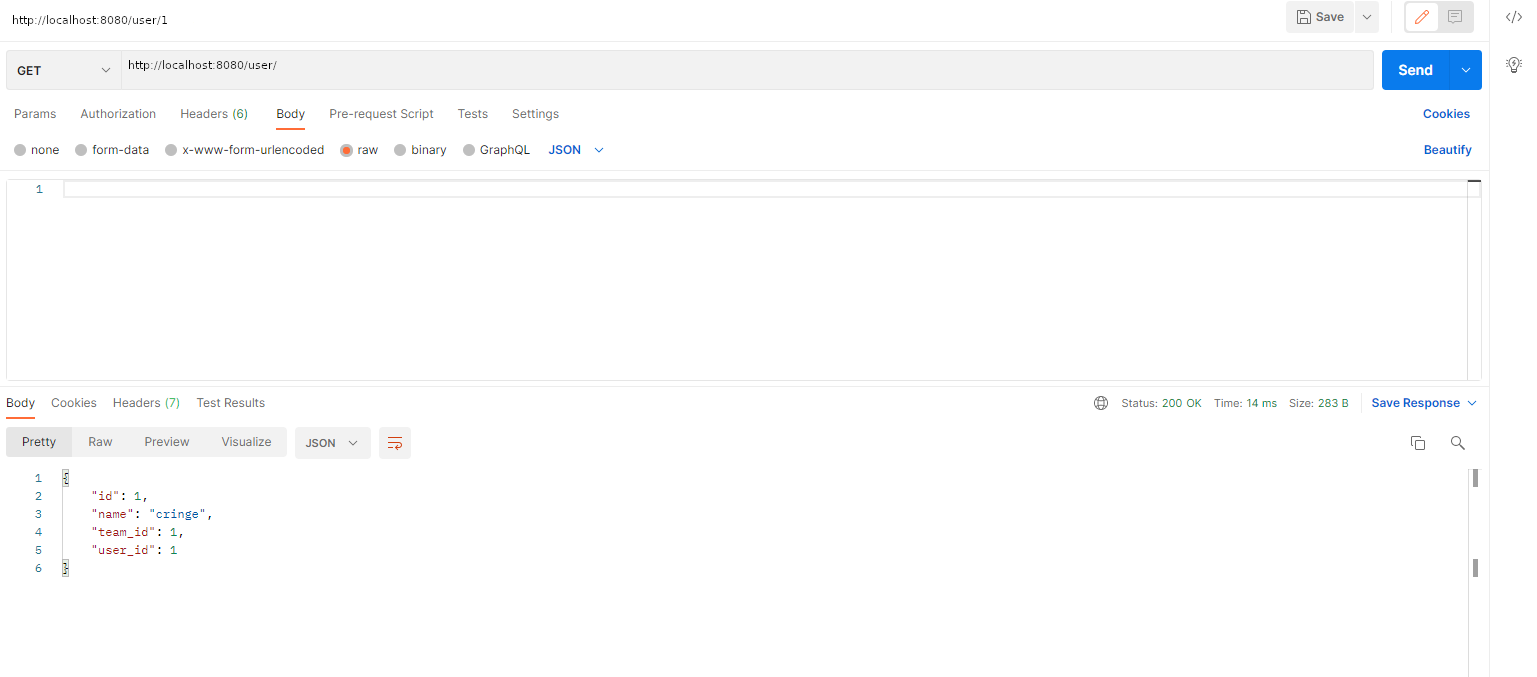 http://localhost:8080/user/1
Save
GET http://localhost:8080/user/ Send
Params Authorization Headers (6) Body Pre-request Script Tests Settings Cookies
none form-data x-www-form-urlencoded raw binary GraphQL JSON Beautify
1
Body Cookies Headers (7) Test Results Status: 200 OK Time: 14 ms Size: 283 B Save Response
Pretty Raw Preview Visualize JSON
1 {
2 "id": 1,
3 "name": "cringe",
4 "team_id": 1,
5 "user_id": 1
6 }